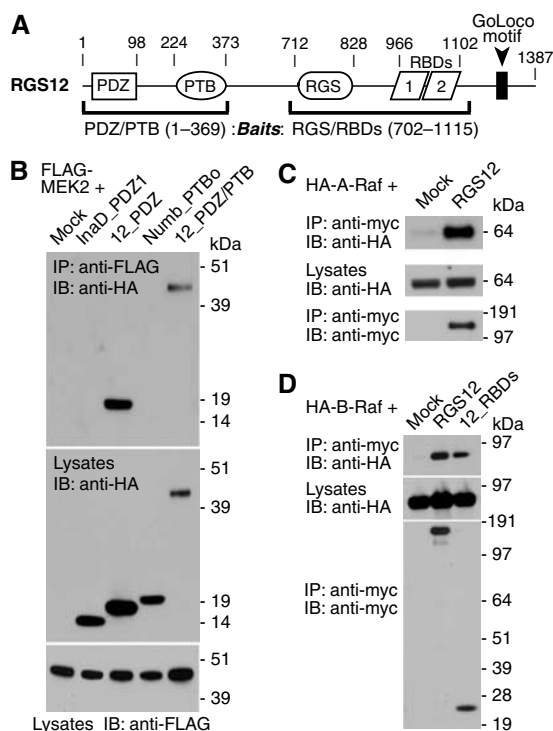 A
GoLoco
motif
1 98 224 373 712 828 966 1102 1387
RBDs
RGS12
PDZ PTB RGS 1 2
PDZ/PTB (1–369) :Baits: RGS/RBDs (702–1115)
B
FLAG-
MEK2 +
Mock
InaD_PDZ1
12_PDZ
Numb_PTBo
12_PDZ/PTB
kDa
IP: anti-FLAG
IB: anti-HA
- 51
- 39
- 19
- 14
Lysates
IB: anti-HA
- 51
- 39
- 19
- 14
- 51
- 39
Lysates IB: anti-FLAG
C
HA-A-Raf +
Mock
RGS12
kDa
IP: anti-myc
IB: anti-HA
- 64
Lysates
IB: anti-HA
- 64
IP: anti-myc
IB: anti-myc
- 191
- 97
D
HA-B-Raf +
Mock
RGS12
12_RBDs
kDa
IP: anti-myc
IB: anti-HA
- 97
Lysates
IB: anti-HA
- 97
- 191
- 97
IP: anti-myc
IB: anti-myc
- 64
- 51
- 39
- 28
- 19